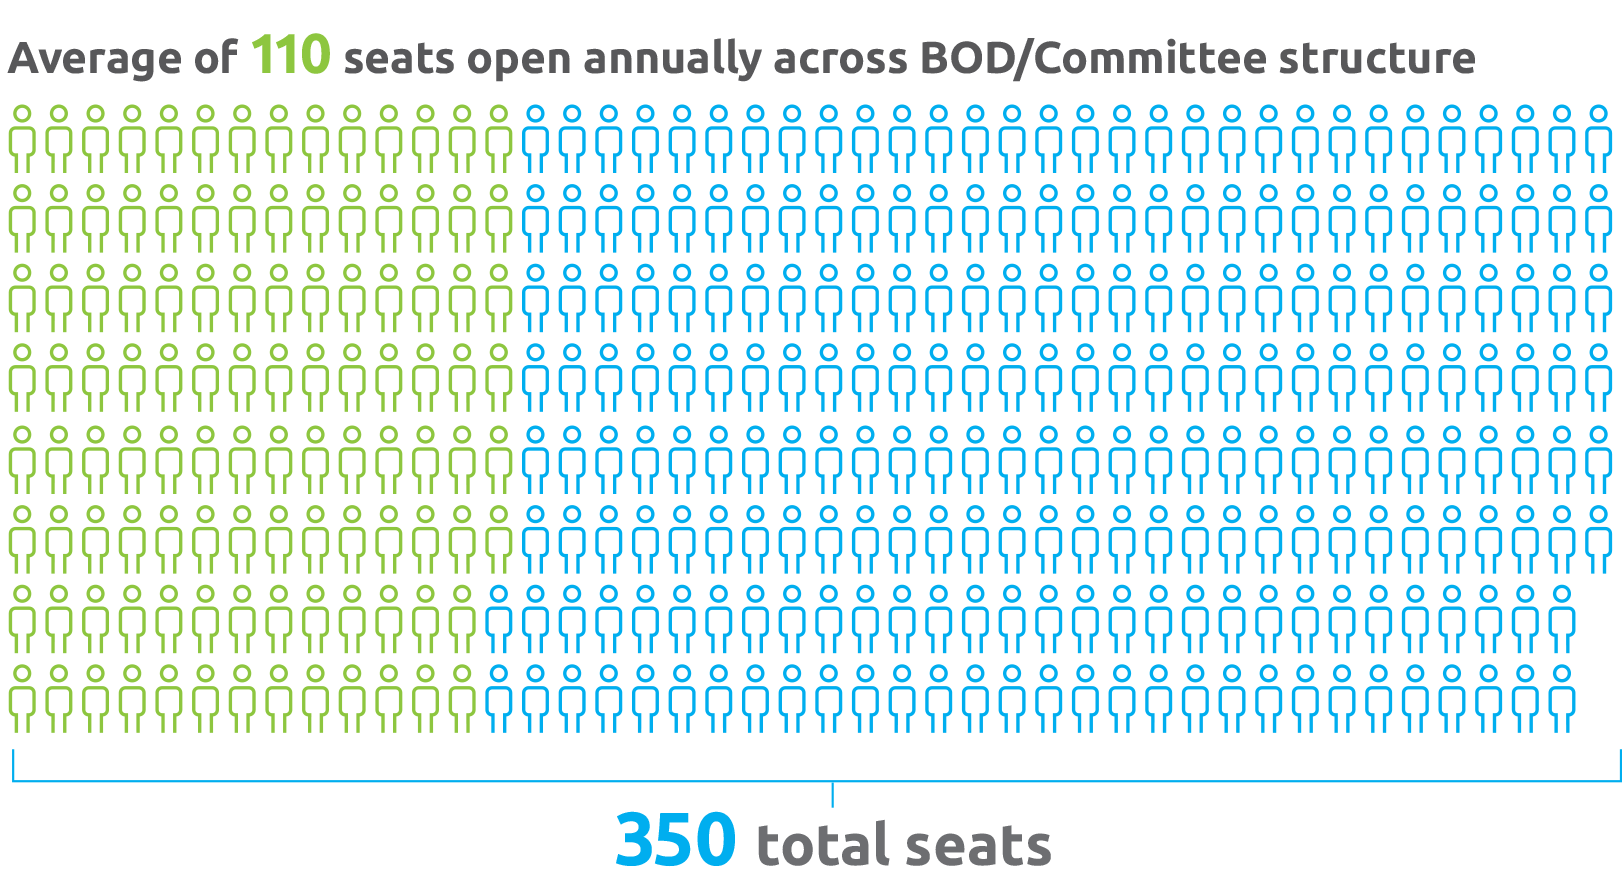 Average of 110 seats open annually across BOD/Committee structure
350 total seats